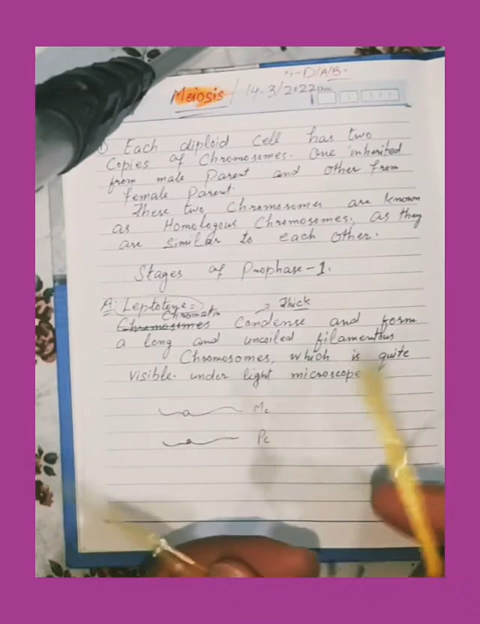 D/A/B.
Meiosis 14-3/2022
① Each diploid Cell has two
Copies of Chromosomes. One inherited
from male Parent and other from
female Parent.
These two Chromosomes are known
as Homologous Chromosomes, as they
are similar to each other.
Stages of Prophase-1.
A: Leptotene: → Thick
Chromatin
Chromosomes Condense and form
a long and uncoiled filamentous
Chromosomes, which is quite
visible. under light microscope
Mc
Pc